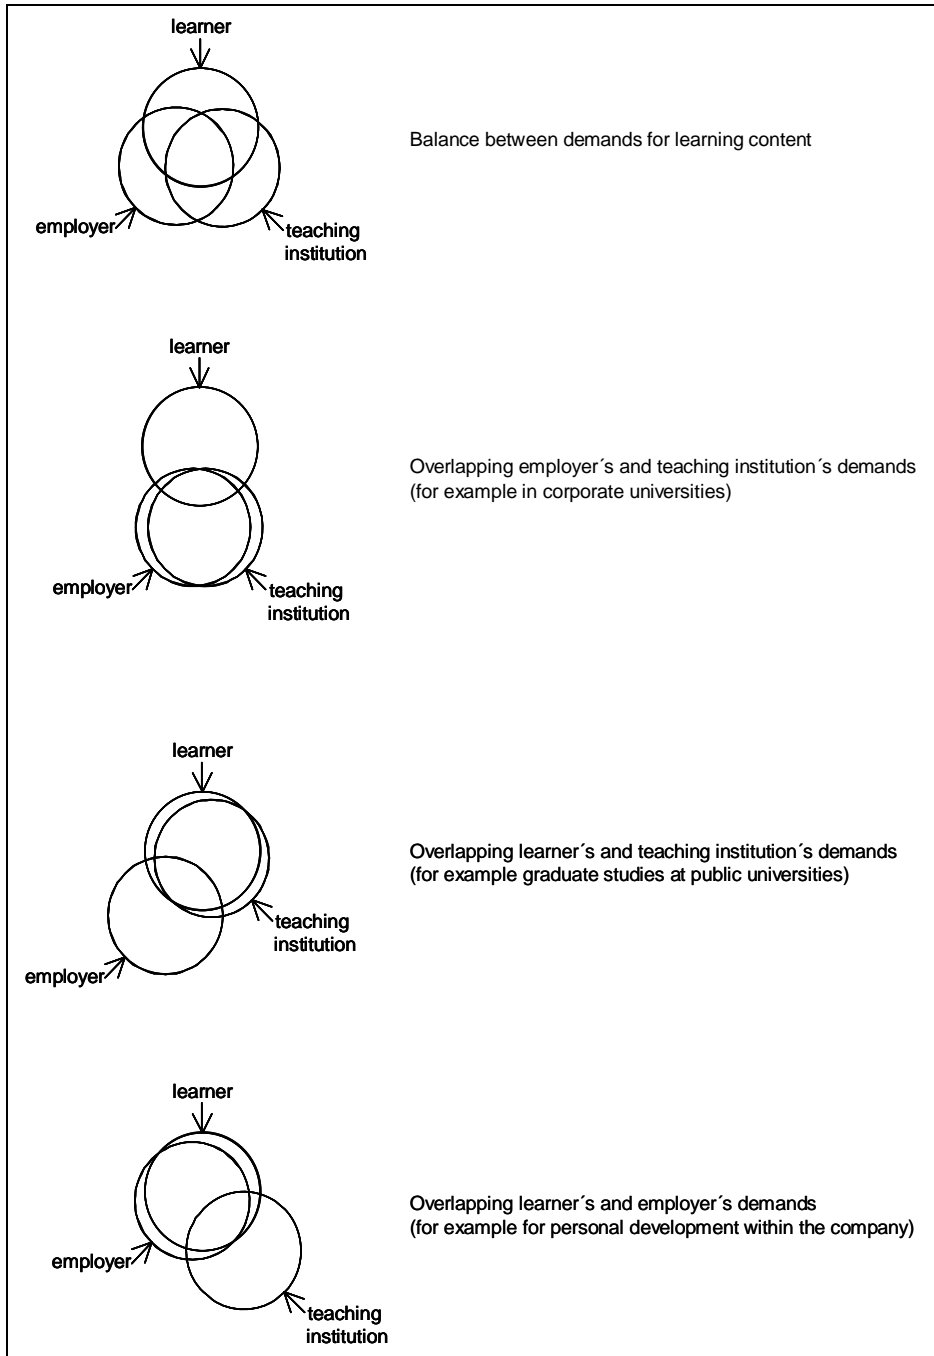 learner
Balance between demands for learning content
employer
teaching
institution
learner
Overlapping employer´s and teaching institution´s demands
(for example in corporate universities)
employer
teaching
institution
learner
Overlapping learner´s and teaching institution´s demands
(for example graduate studies at public universities)
teaching
institution
employer
learner
Overlapping learner´s and employer´s demands
(for example for personal development within the company)
employer
teaching
institution